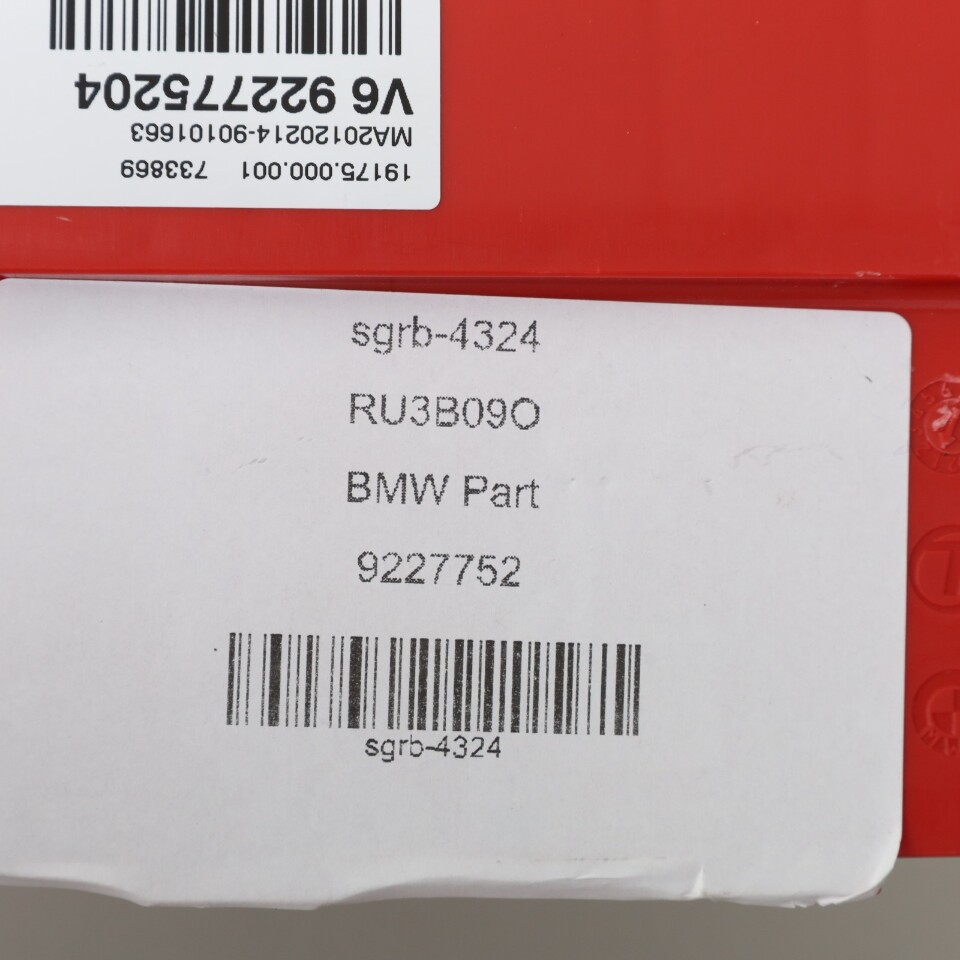 V6 922775204
MA20120214-90101663
19175.000.001 733869
sgrb-4324
RU3B09O
BMW Part
9227752
sgrb-4324